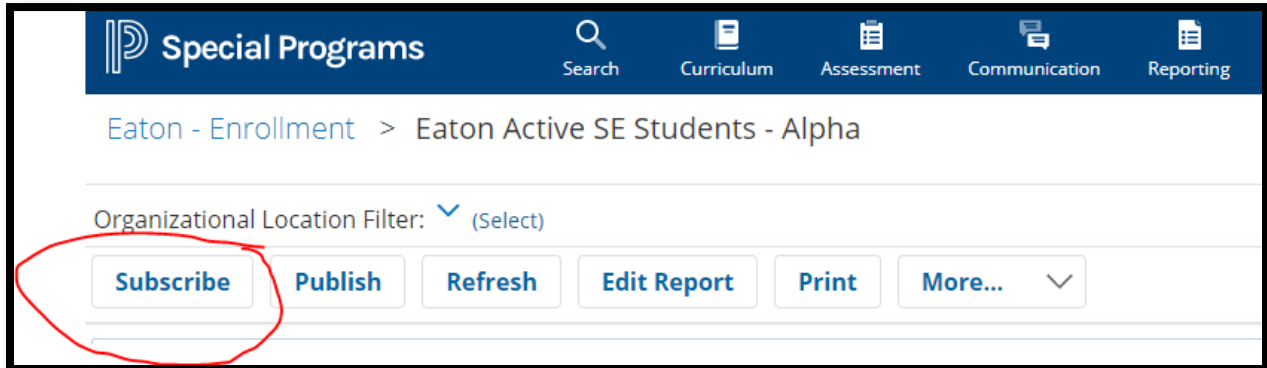 Special Programs
Search Curriculum Assessment Communication Reporting
Eaton - Enrollment > Eaton Active SE Students - Alpha
Organizational Location Filter: (Select)
Subscribe Publish Refresh Edit Report Print More...